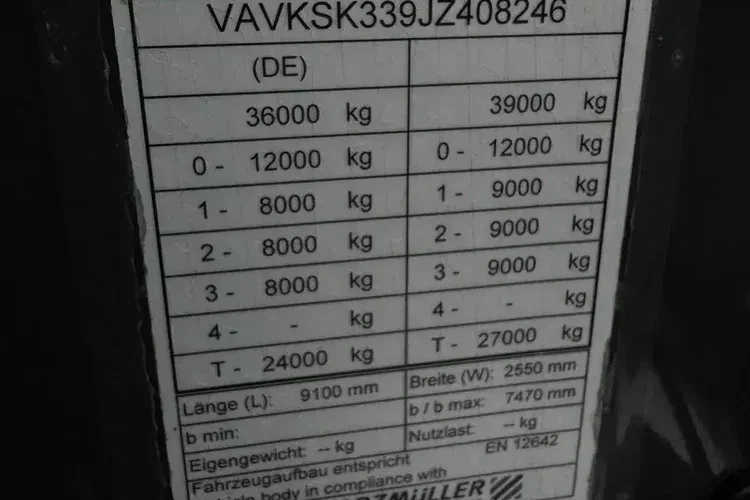 VAVKSK339JZ408246
(DE)
36000 kg 39000 kg
0 - 12000 kg 0 - 12000 kg
1 - 8000 kg 1 - 9000 kg
2 - 8000 kg 2 - 9000 kg
3 - 8000 kg 3 - 9000 kg
4 - - kg 4 - - kg
T - 24000 kg T - 27000 kg
Länge (L): 9100 mm Breite (W): 2550 mm
b min: b / b max: 7470 mm
Eigengewicht: -- kg Nutzlast: -- kg
Fahrzeugaufbau entspricht EN 12642
body in compliance with